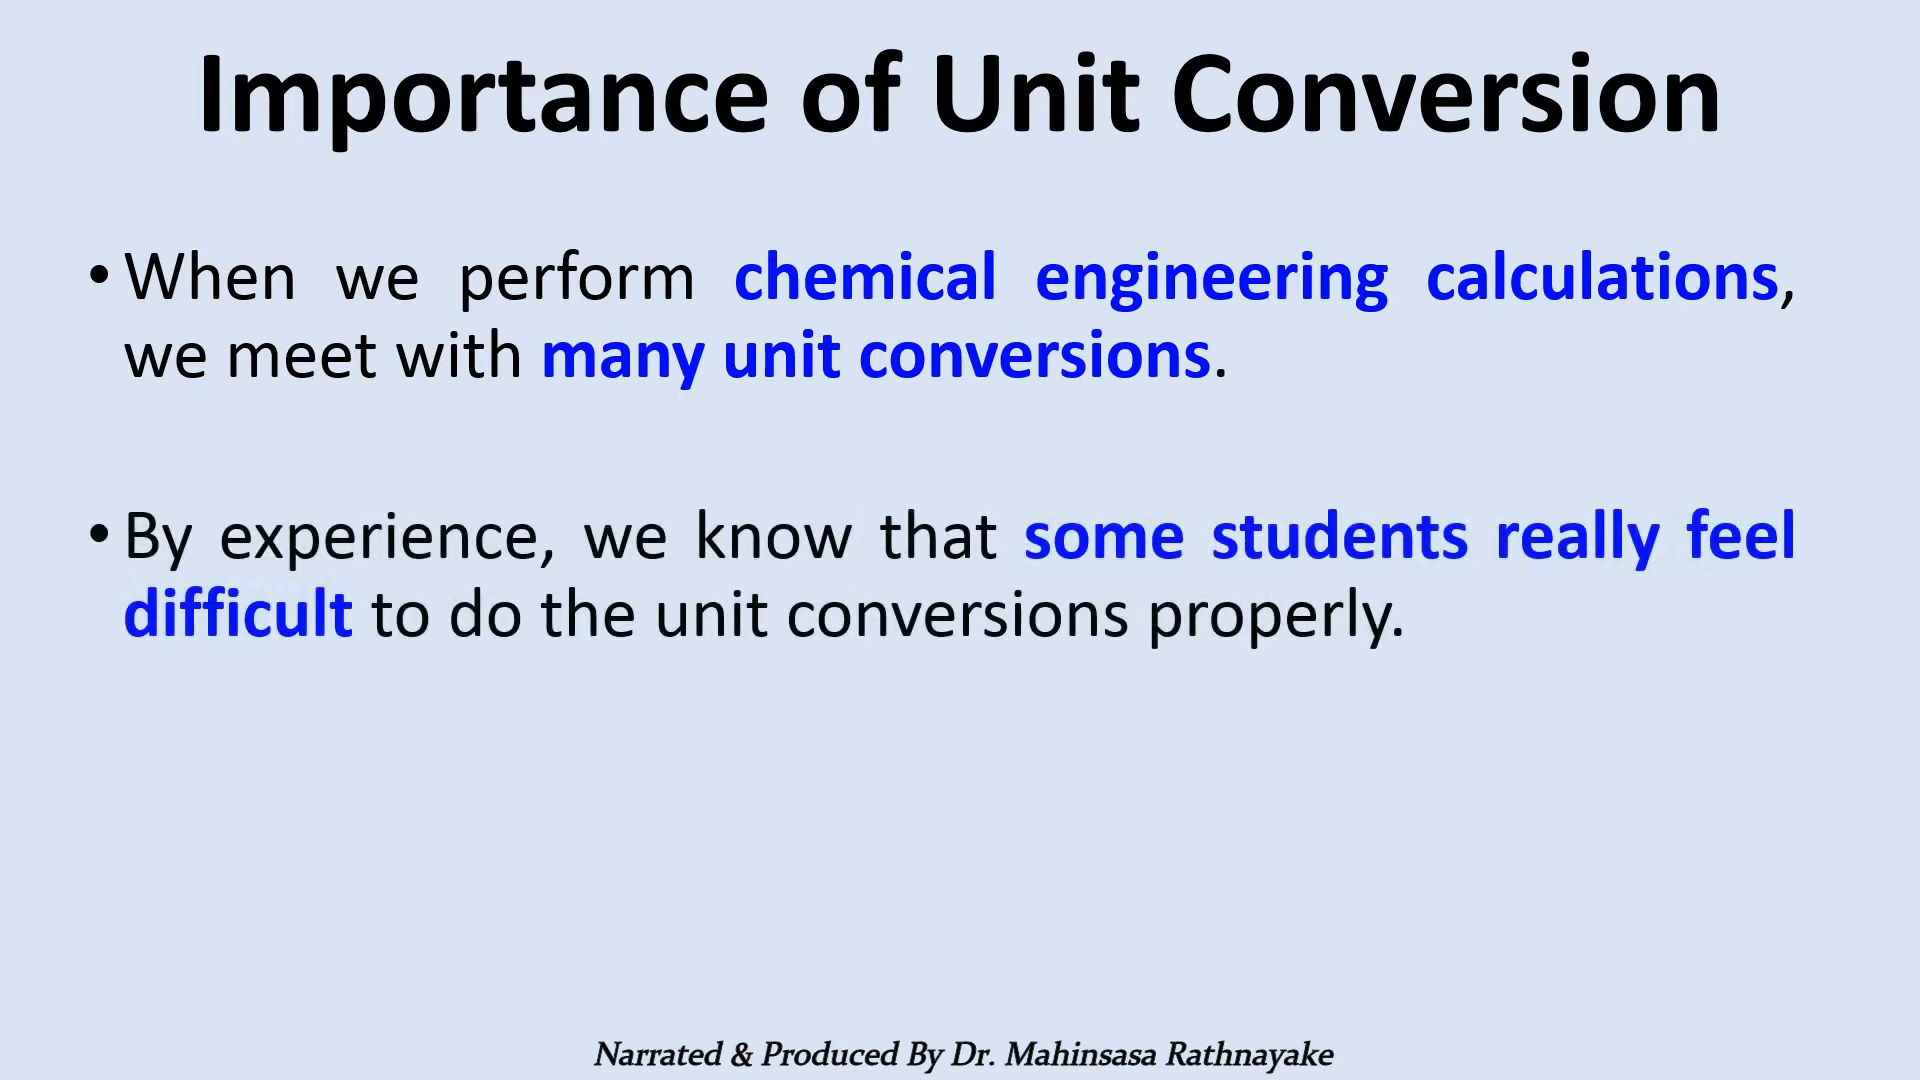 Importance of Unit Conversion
• When we perform chemical engineering calculations,
we meet with many unit conversions.
• By experience, we know that some students really feel
difficult to do the unit conversions properly.
Narrated & Produced By Dr. Mahinsasa Rathnayake